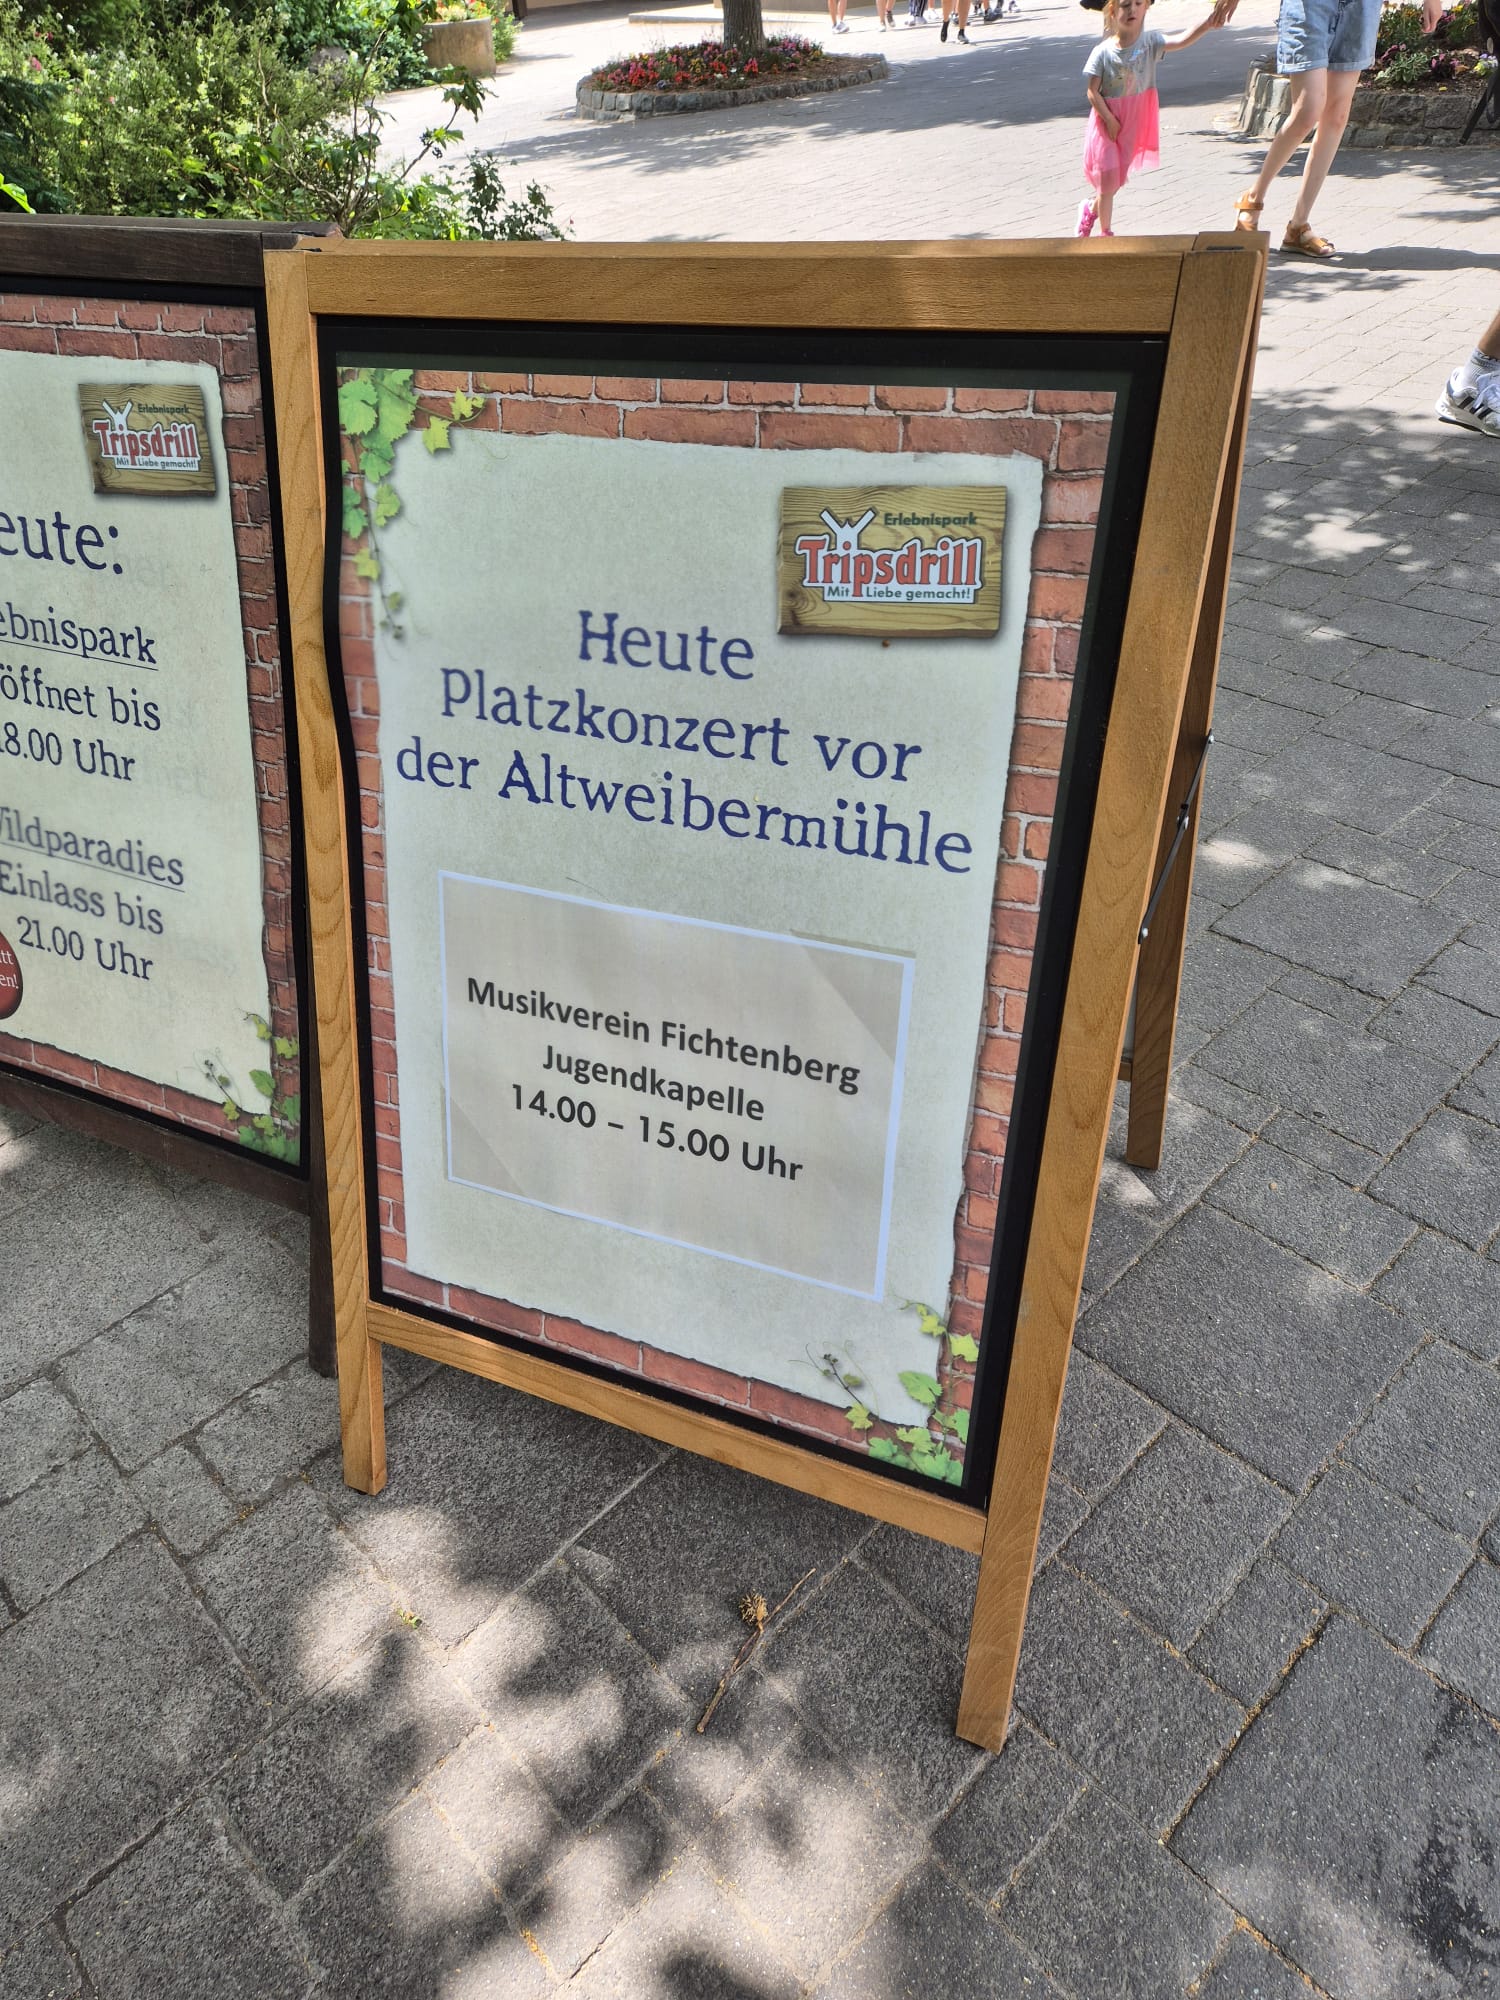 Erlebnispark
Tripsdrill
Mit Liebe gemacht!
eute:
ebnispark
öffnet bis
18.00 Uhr
Wildparadies
Einlass bis
21.00 Uhr
Erlebnispark
Tripsdrill
Mit Liebe gemacht!
Heute
Platzkonzert vor
der Altweibermühle
Musikverein Fichtenberg
Jugendkapelle
14.00 – 15.00 Uhr